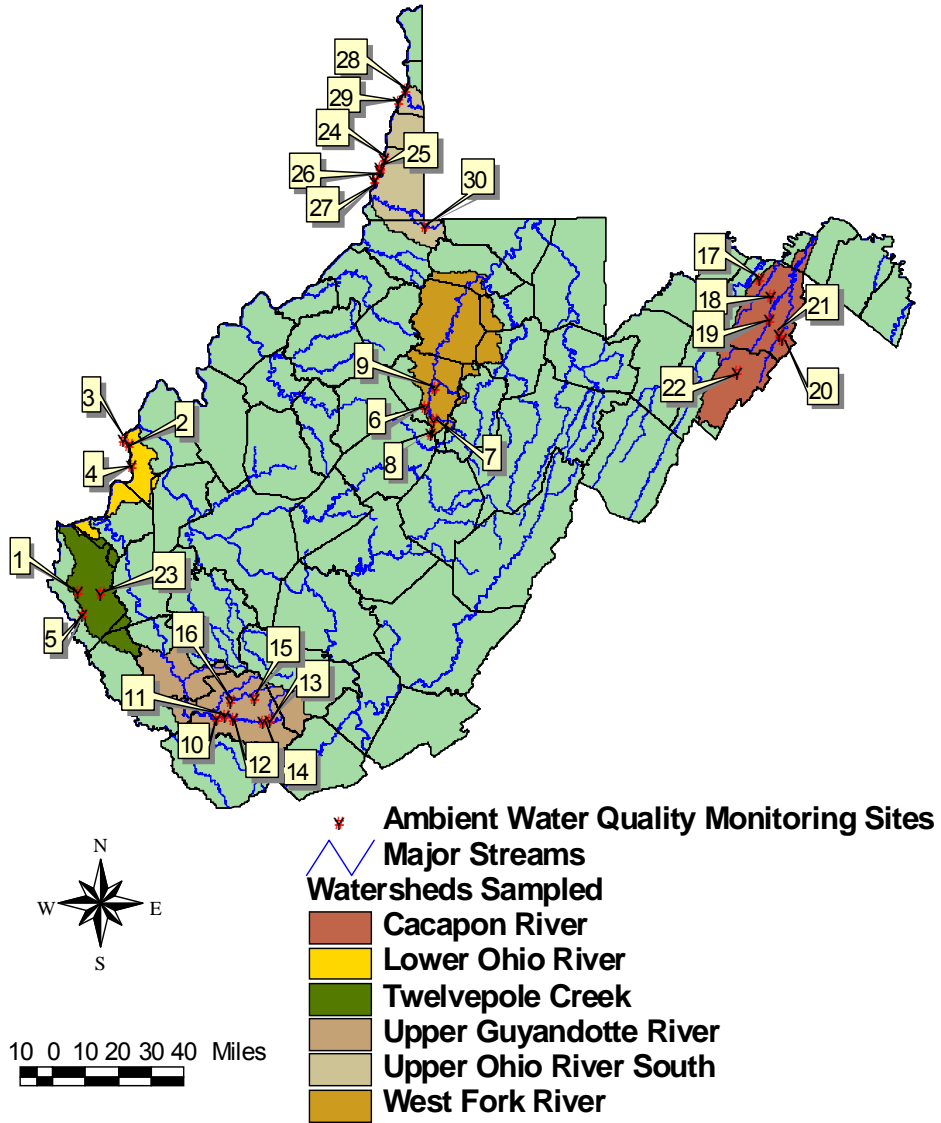 28
29
24
25
26
30
27
17
18
21
19
9
22
20
3
2
6
4
8
7
1
23
5
16
15
11
13
10
12
14
Ambient Water Quality Monitoring Sites
Major Streams
N
Watersheds Sampled
W
E
Cacapon River
S
Lower Ohio River
Twelvepole Creek
Upper Guyandotte River
10 0 10 20 30 40 Miles
Upper Ohio River South
West Fork River